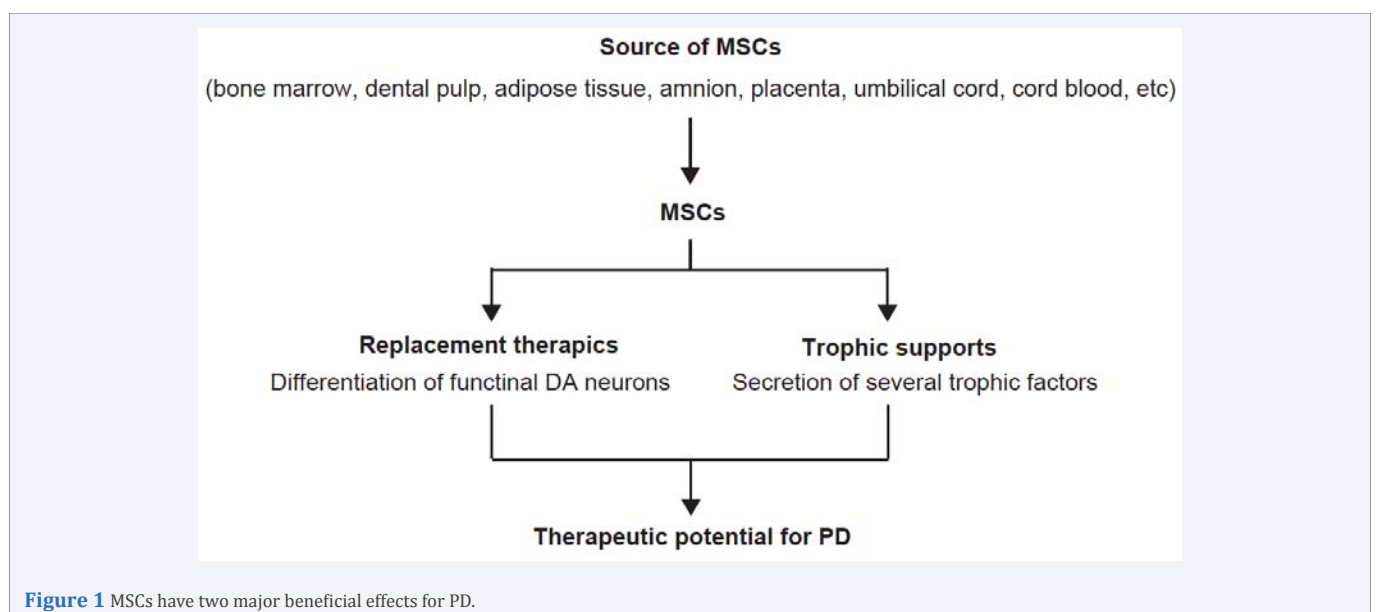 Source of MSCs
(bone marrow, dental pulp, adipose tissue, amnion, placenta, umbilical cord, cord blood, etc)
MSCs
Replacement therapics
Differentiation of functinal DA neurons
Trophic supports
Secretion of several trophic factors
Therapeutic potential for PD
Figure 1 MSCs have two major beneficial effects for PD.